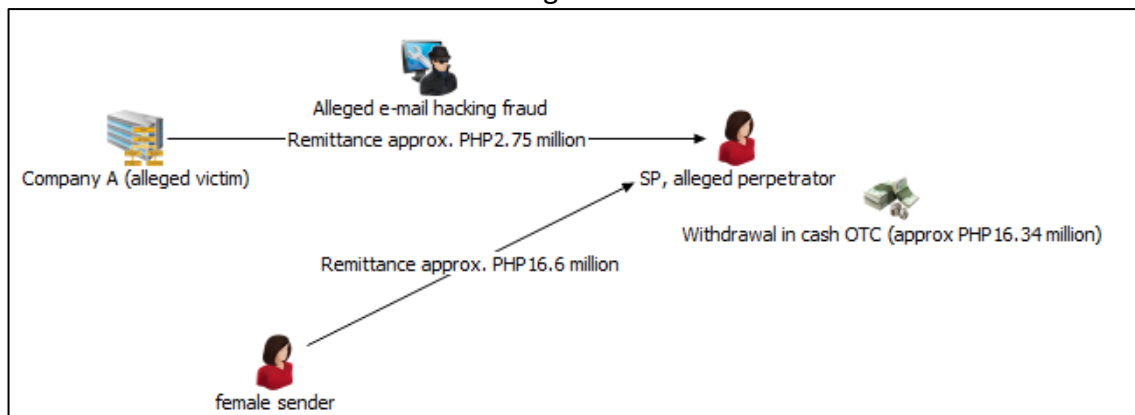 Alleged e-mail hacking fraud
Remittance approx. PHP2.75 million
Company A (alleged victim)
SP, alleged perpetrator
Withdrawal in cash OTC (approx PHP16.34 million)
Remittance approx. PHP16.6 million
female sender